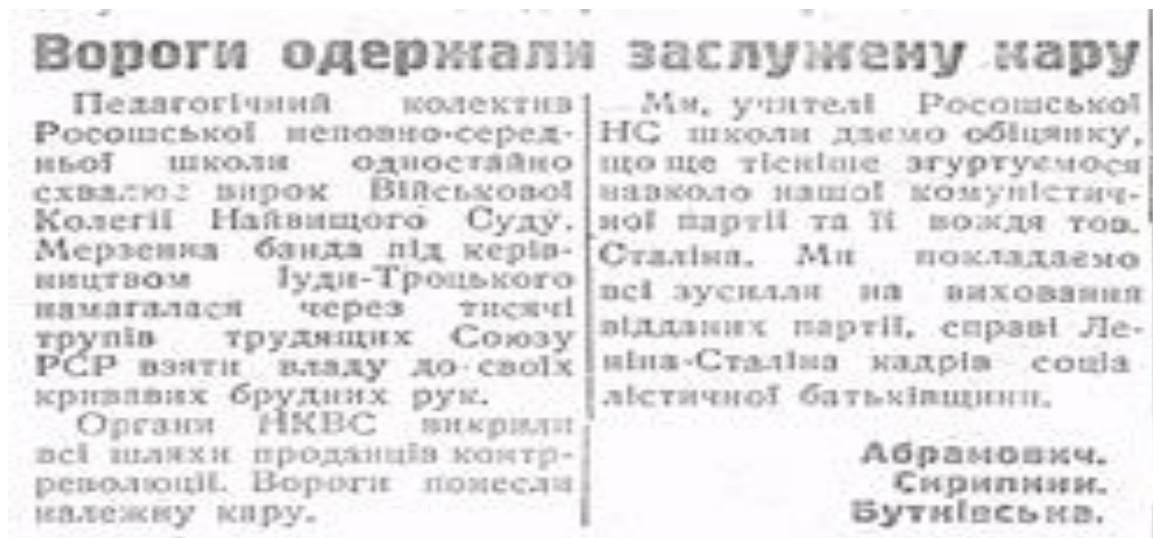 Вороги одержали заслужену кару
Педагогічний колектив
Росошської неповно-серед-
ньої школи одностайно
схвалює вирок Військової
Колегії Найвищого Суду.
Мерзенна банда під керів-
ництвом Іуди-Троцького
намагалася через тисячі
трупів трудящих Союзу
РСР взяти владу до своїх
кривавих брудних рук.
Органи НКВС викрили
всі шляхи проданців контр-
революції. Вороги понесли
належну кару.
Ми, учителі Росошської
НС школи даємо обіцянку,
що ще тісніше згуртуємося
навколо нашої комуністич-
ної партії та її вождя тов.
Сталіна. Ми покладаємо
всі зусилля на виховання
відданих партії, справі Ле-
ніна-Сталіна кадрів соціа
лістичної батьківщини.
Абрамович.
Скрипник.
Бутківська.